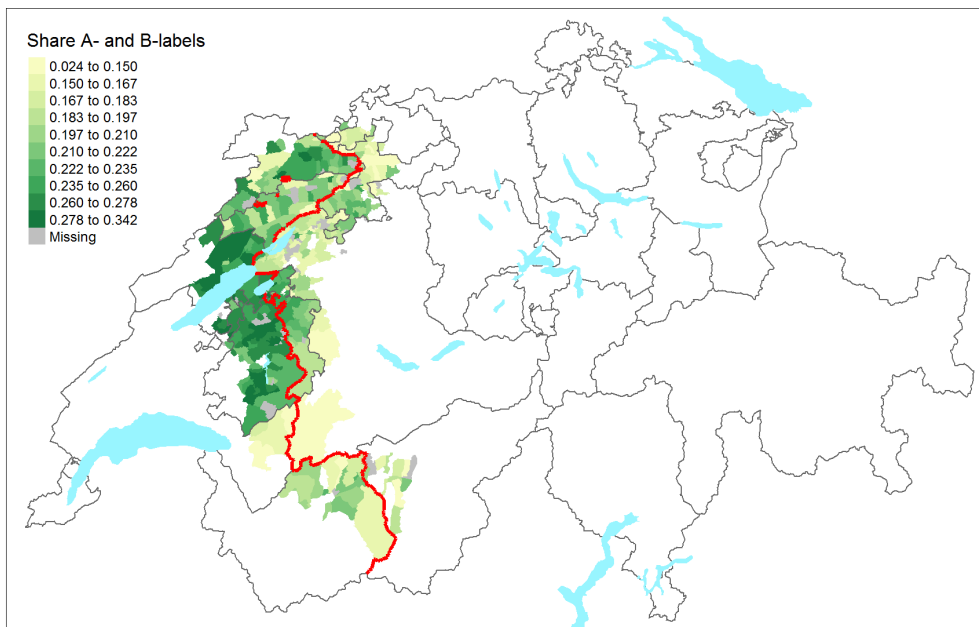 Share A- and B-labels
0.024 to 0.150
0.150 to 0.167
0.167 to 0.183
0.183 to 0.197
0.197 to 0.210
0.210 to 0.222
0.222 to 0.235
0.235 to 0.260
0.260 to 0.278
0.278 to 0.342
Missing